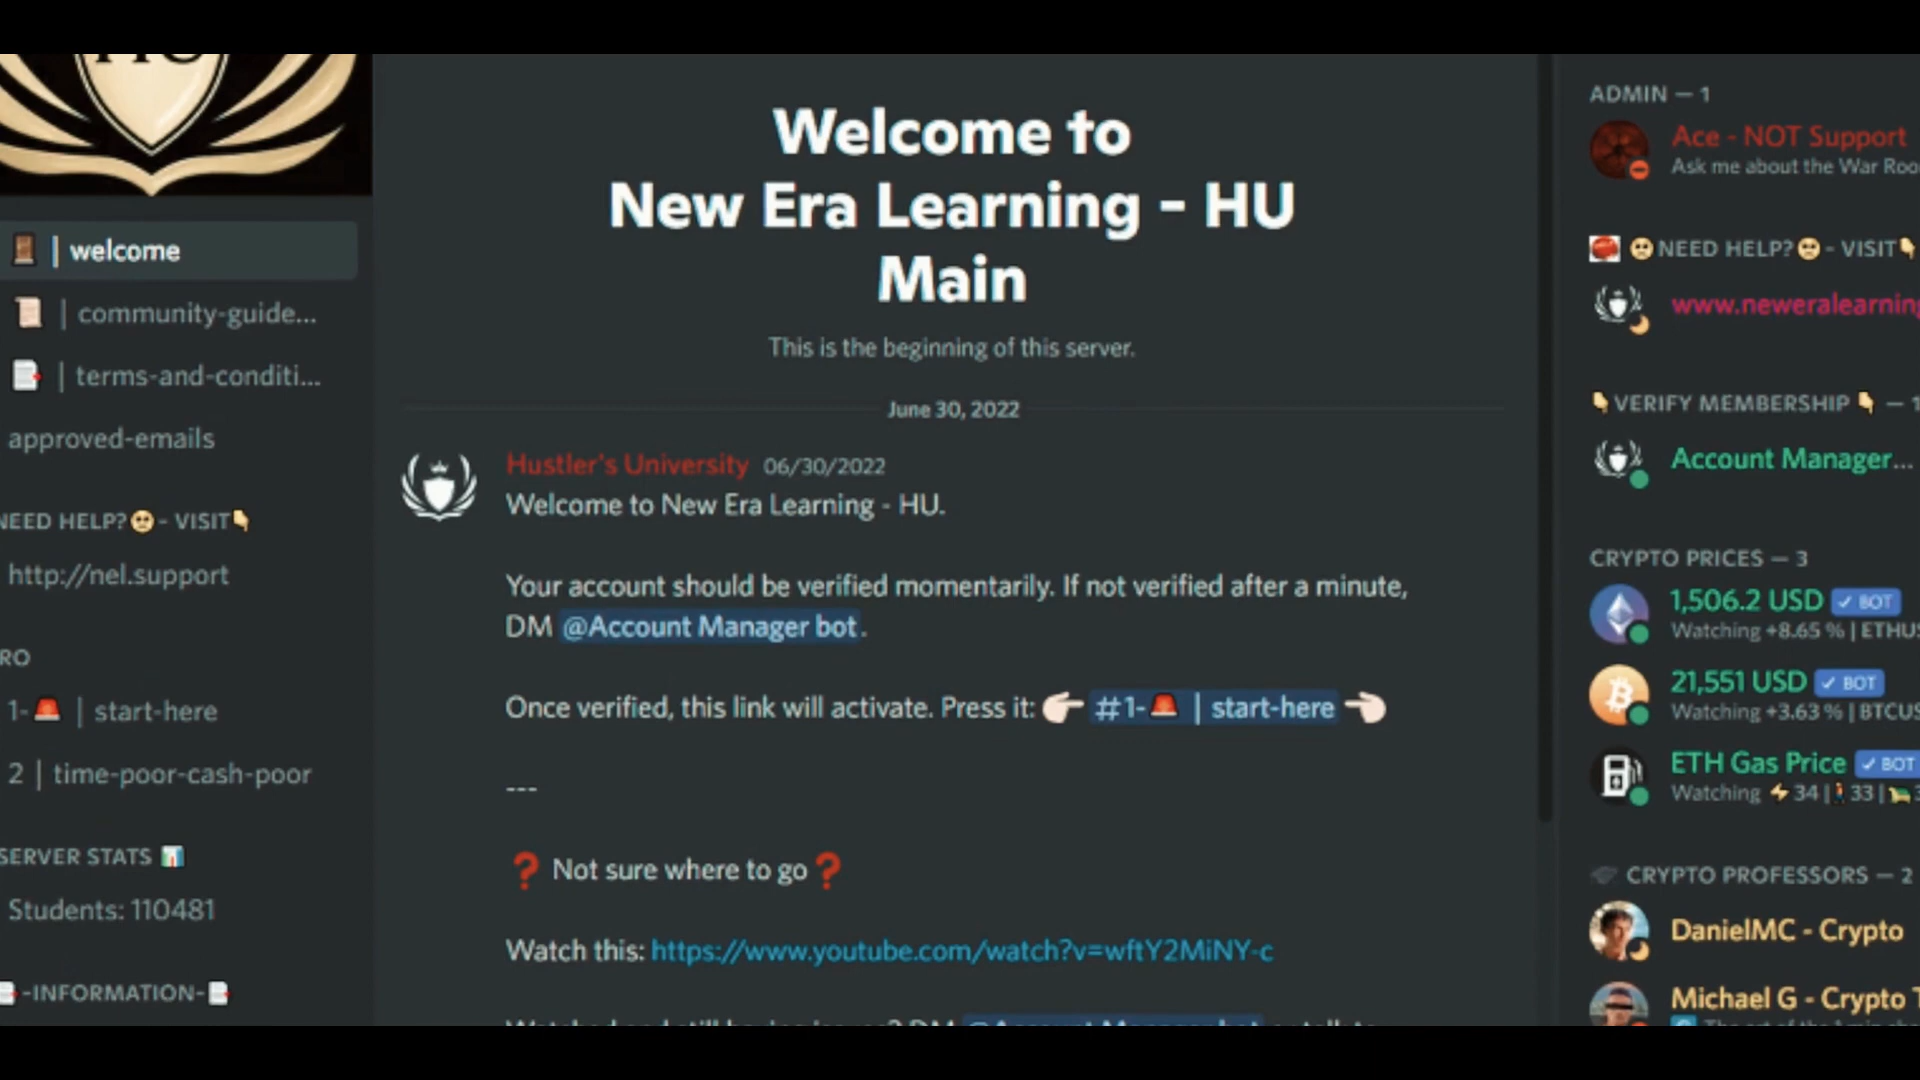 HU
| welcome
| community-guide...
| terms-and-conditi...
approved-emails
NEED HELP?🥺- VISIT👇
http://nel.support
RO
1-🚨 | start-here
2 | time-poor-cash-poor
SERVER STATS 📊
Students: 110481
-INFORMATION-
Welcome to
New Era Learning - HU
Main
This is the beginning of this server.
June 30, 2022
Hustler's University 06/30/2022
Welcome to New Era Learning - HU.
Your account should be verified momentarily. If not verified after a minute,
DM @Account Manager bot.
Once verified, this link will activate. Press it: 👉 #1-🚨 | start-here 👈
---
❓ Not sure where to go❓
Watch this: https://www.youtube.com/watch?v=wftY2MiNY-c
ADMIN — 1
Ace - NOT Support
Ask me about the War Roo
🥺NEED HELP?🥺- VISIT👇
www.neweralearning
👇VERIFY MEMBERSHIP 👇 — 1
Account Manager...
CRYPTO PRICES — 3
1,506.2 USD ✓ BOT
Watching +8.65 % | ETHUS
21,551 USD ✓ BOT
Watching +3.63 % | BTCUS
ETH Gas Price ✓ BOT
Watching ⚡34 |🚶33 |🐢3
CRYPTO PROFESSORS — 2
DanielMC - Crypto
Michael G - Crypto T